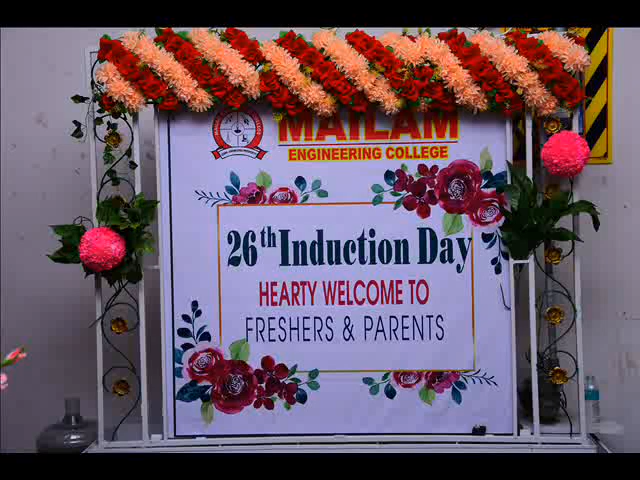 MAILAM
ENGINEERING COLLEGE
26th Induction Day
HEARTY WELCOME TO
FRESHERS & PARENTS